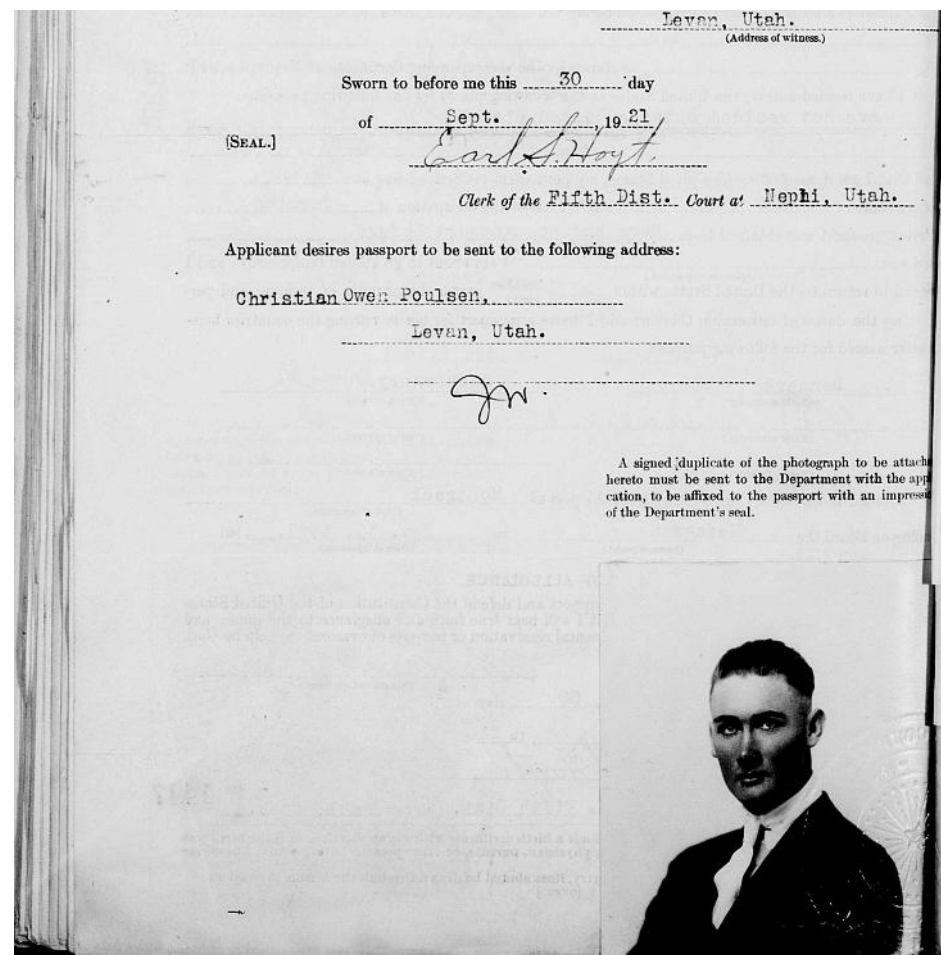 Levan, Utah.
(Address of witness.)
Sworn to before me this 30 day
of Sept., 1921
[SEAL.]
Earl S. Hoyt.
Clerk of the Fifth Dist. Court at Nephi, Utah.
Applicant desires passport to be sent to the following address:
Christian Owen Poulsen,
Levan, Utah.
JW.
A signed duplicate of the photograph to be attach
hereto must be sent to the Department with the app
cation, to be affixed to the passport with an impressi
of the Department's seal.